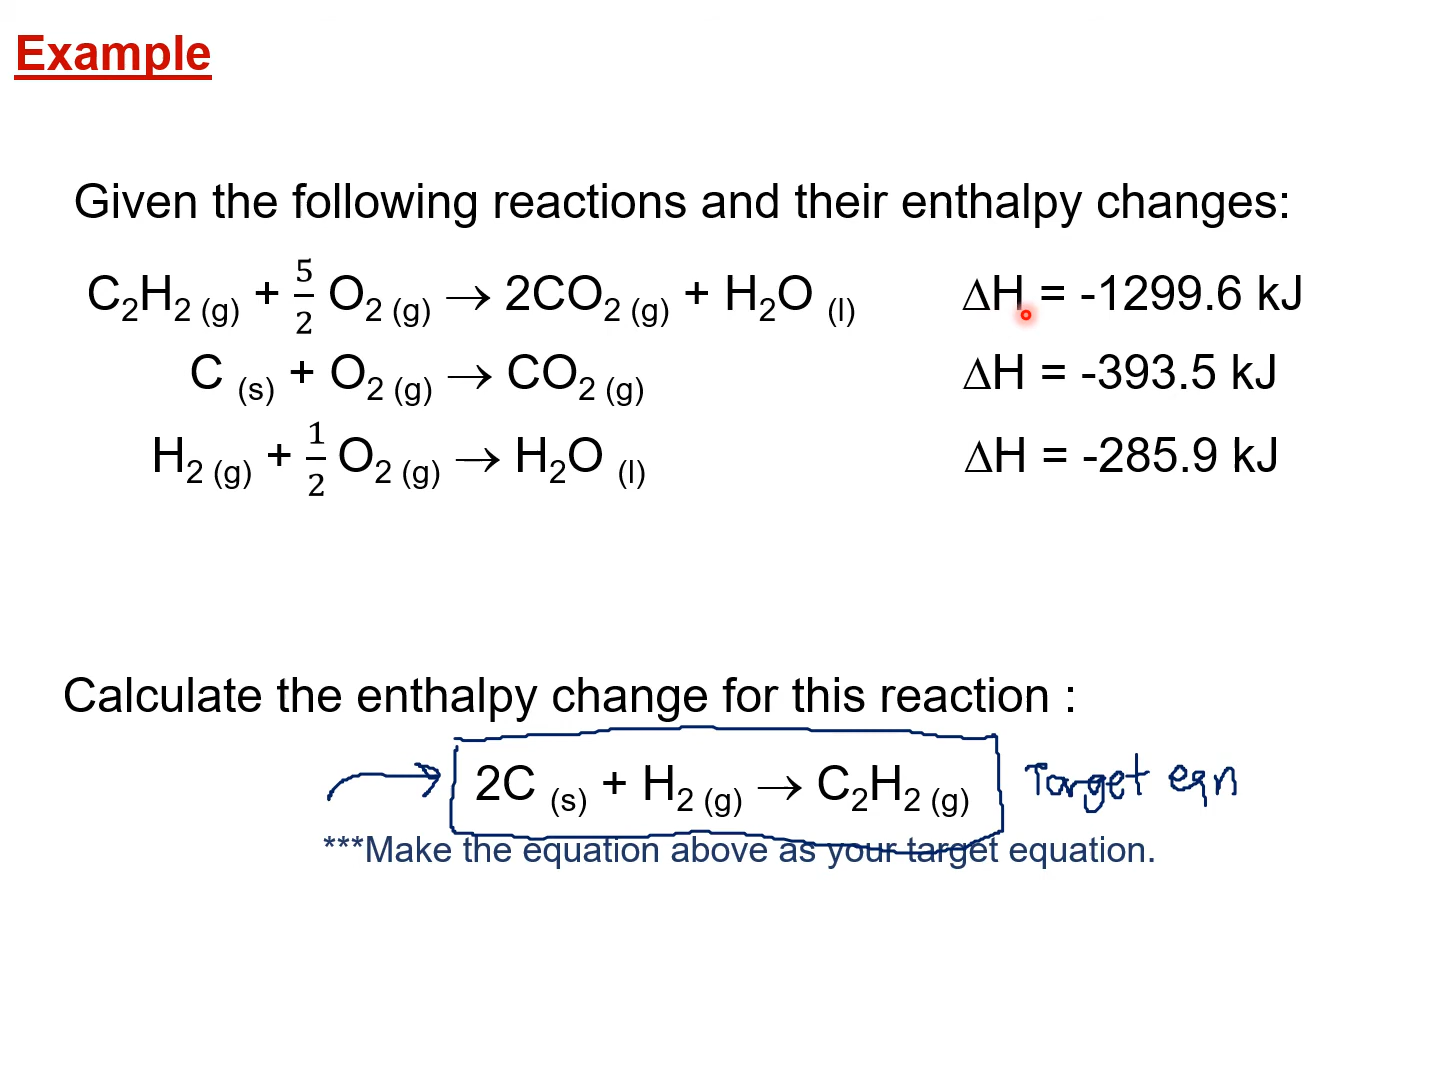 Example
Given the following reactions and their enthalpy changes:
C₂H₂ (g) + 5/2 O₂ (g) → 2CO₂ (g) + H₂O (l) ΔH = -1299.6 kJ
C (s) + O₂ (g) → CO₂ (g) ΔH = -393.5 kJ
H₂ (g) + 1/2 O₂ (g) → H₂O (l) ΔH = -285.9 kJ
Calculate the enthalpy change for this reaction :
2C (s) + H₂ (g) → C₂H₂ (g) Target eqn
***Make the equation above as your target equation.